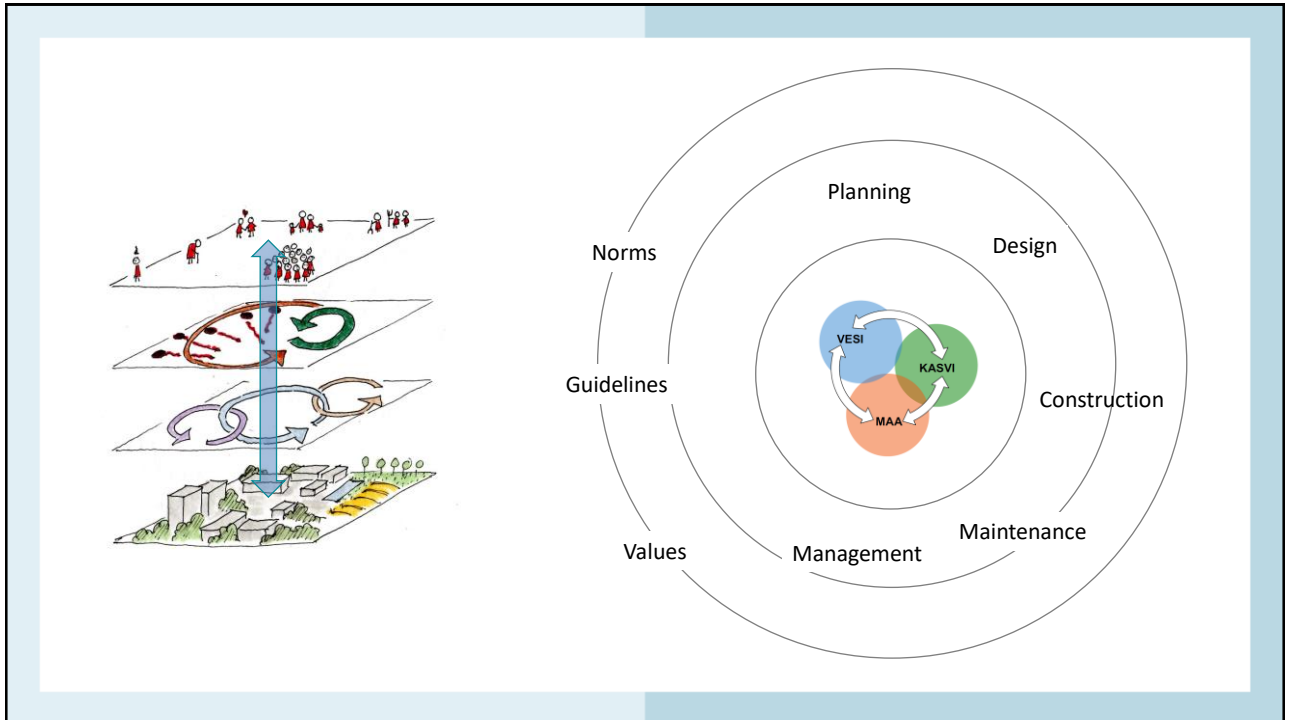 Planning
Design
Norms
VESI
KASVI
Guidelines
Construction
MAA
Maintenance
Values
Management